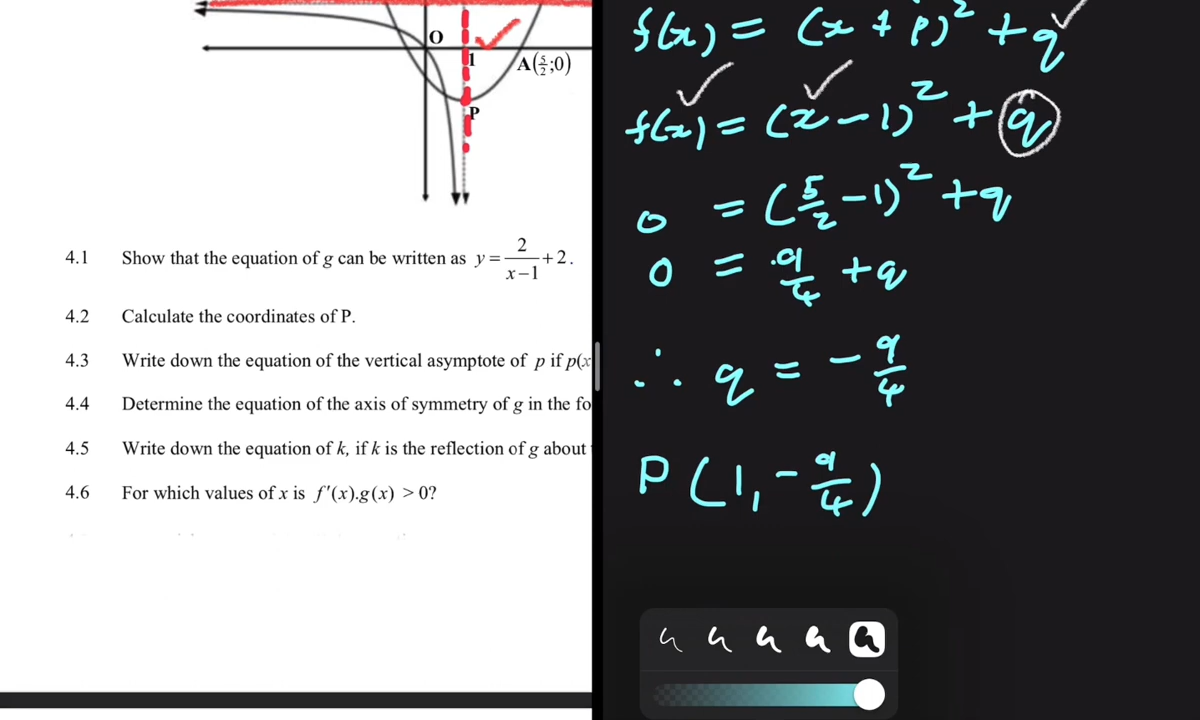 O
1
A(5/2;0)
P
4.1 Show that the equation of g can be written as y = 2/(x−1) + 2.
4.2 Calculate the coordinates of P.
4.3 Write down the equation of the vertical asymptote of p if p(x
4.4 Determine the equation of the axis of symmetry of g in the fo
4.5 Write down the equation of k, if k is the reflection of g about
4.6 For which values of x is f′(x).g(x) > 0?
f(x) = (x + p)² + q
f(x) = (x − 1)² + q
0 = (5/2 − 1)² + q
0 = 9/4 + q
∴ q = − 9/4
P(1, − 9/4)